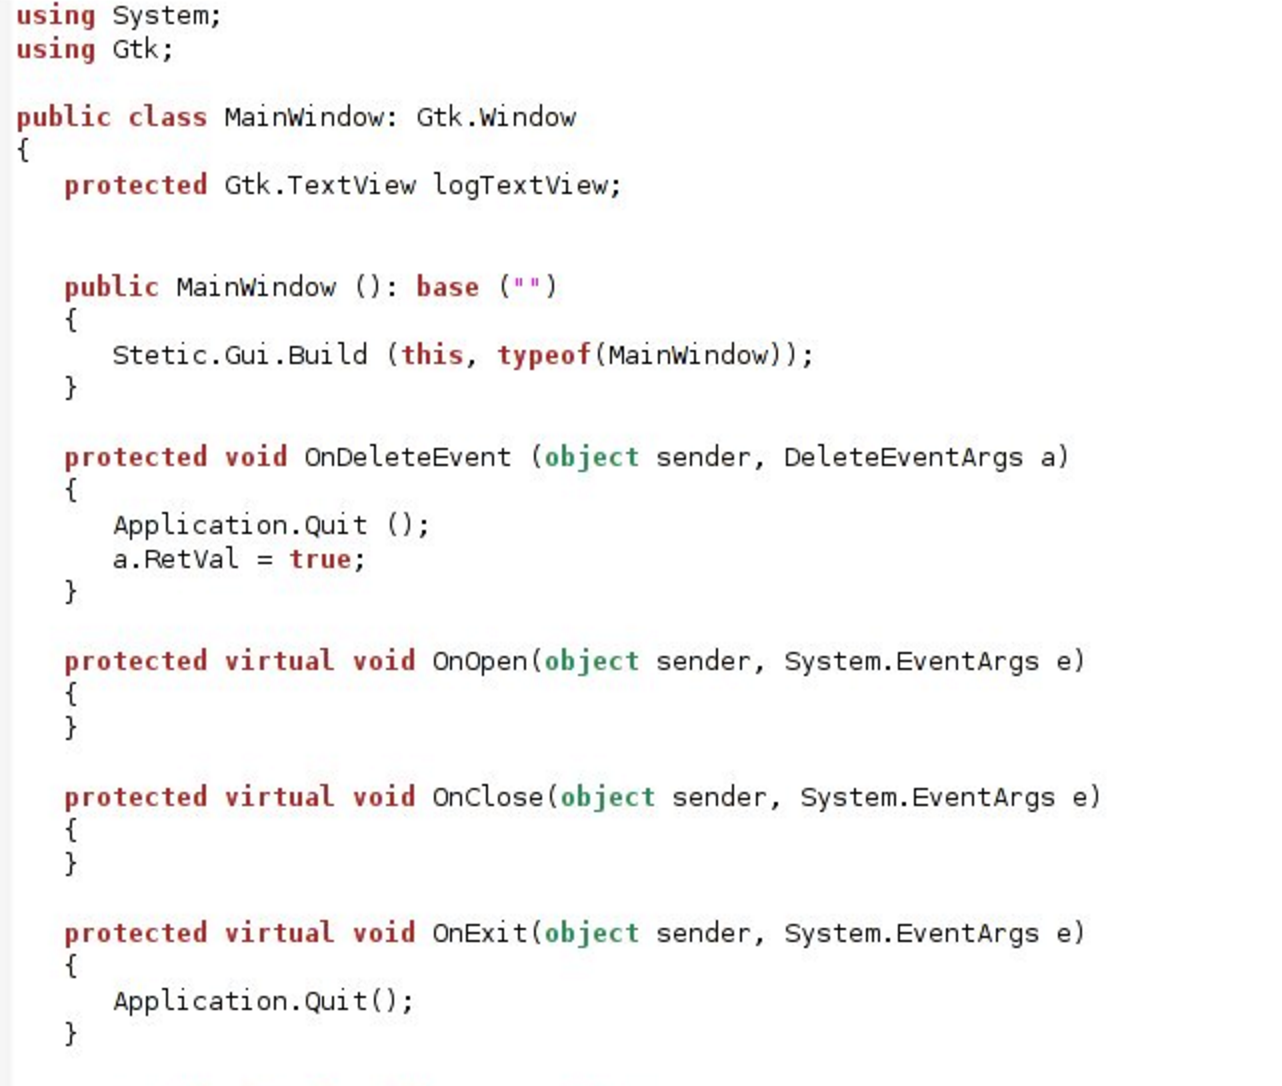 using System;
using Gtk;

public class MainWindow: Gtk.Window
{
   protected Gtk.TextView logTextView;


   public MainWindow (): base ("")
   {
      Stetic.Gui.Build (this, typeof(MainWindow));
   }

   protected void OnDeleteEvent (object sender, DeleteEventArgs a)
   {
      Application.Quit ();
      a.RetVal = true;
   }

   protected virtual void OnOpen(object sender, System.EventArgs e)
   {
   }

   protected virtual void OnClose(object sender, System.EventArgs e)
   {
   }

   protected virtual void OnExit(object sender, System.EventArgs e)
   {
      Application.Quit();
   }